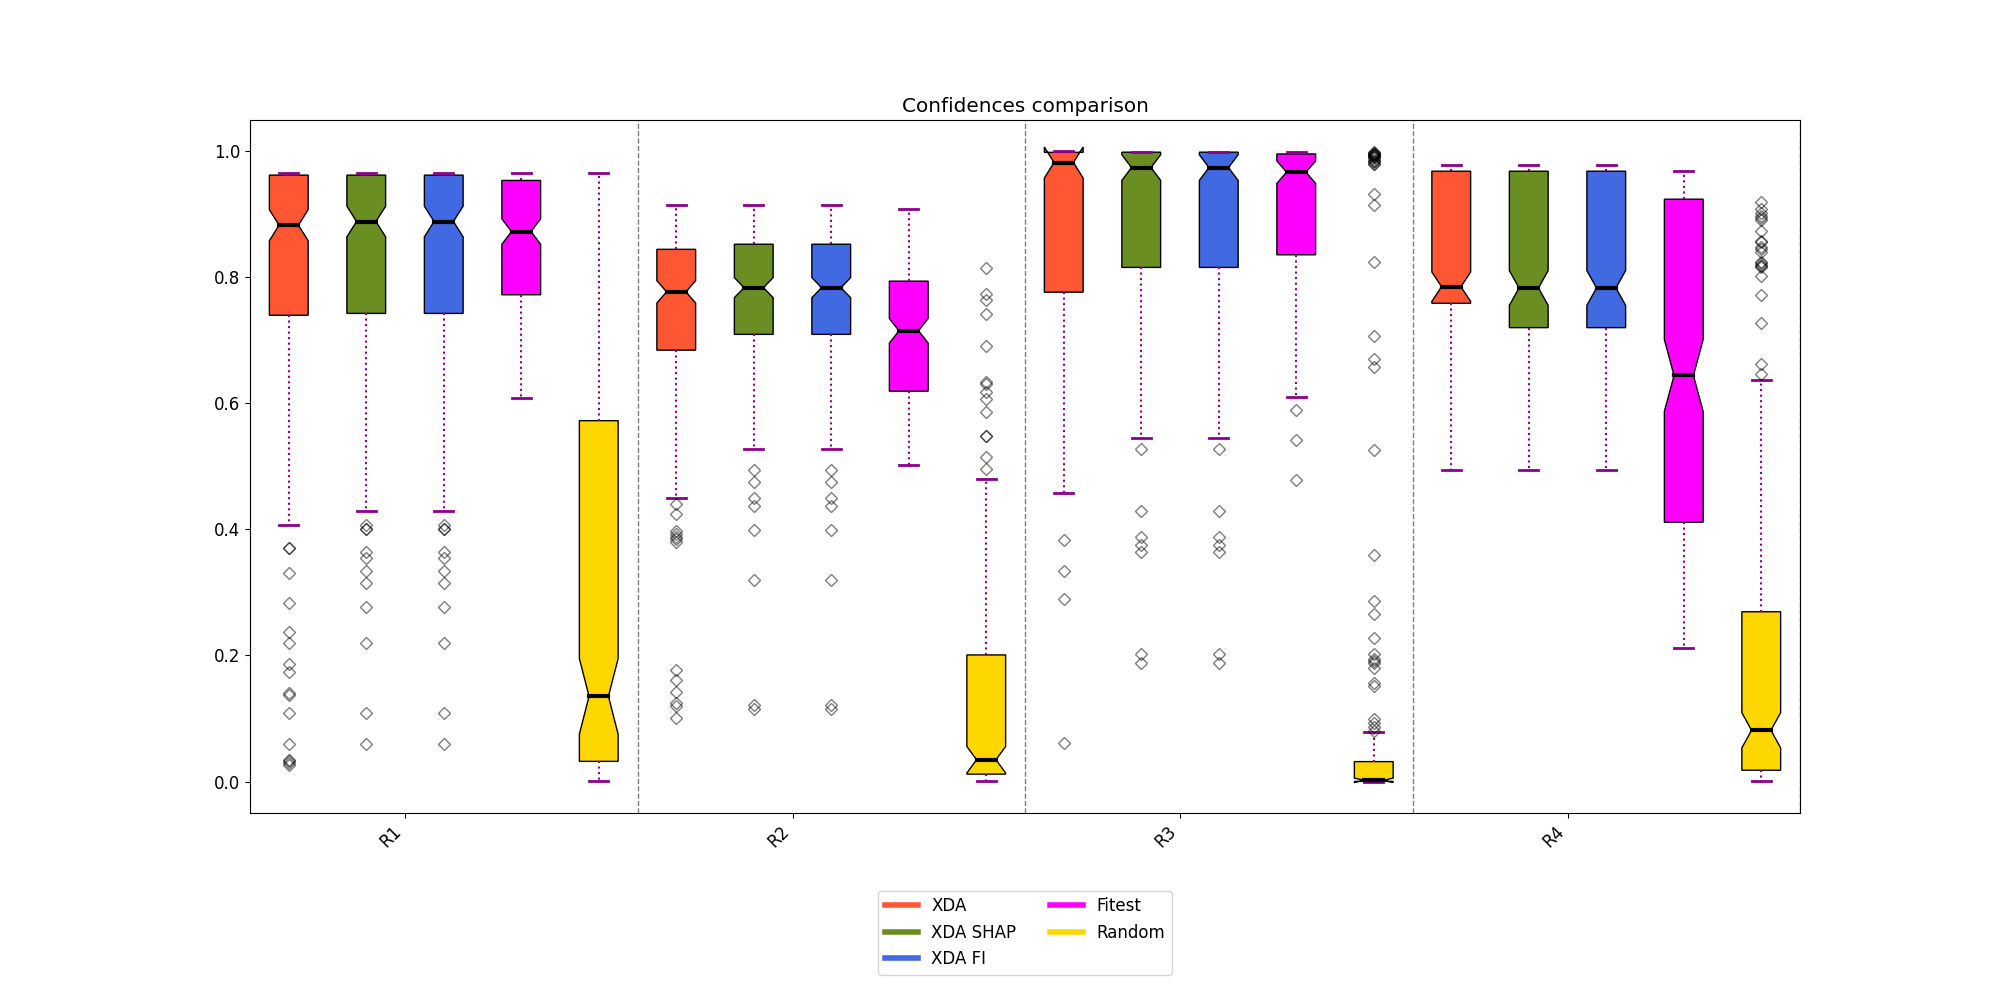 Confidences comparison
1.0
0.8
0.6
0.4
0.2
0.0
R1
R2
R3
R4
XDA
XDA SHAP
XDA FI
Fitest
Random